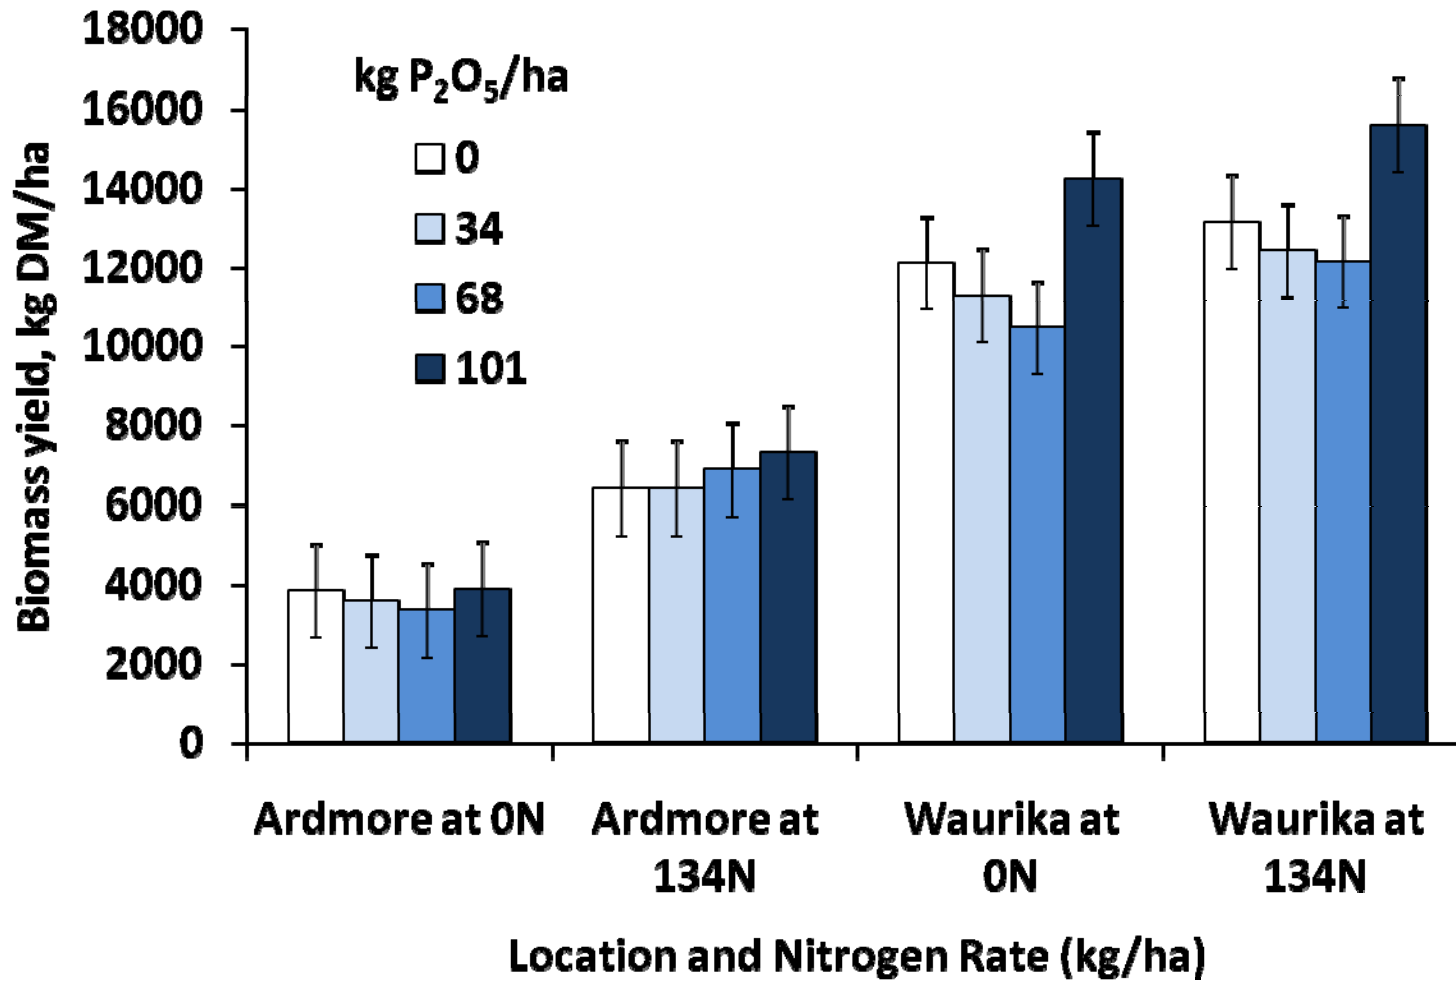 18000
16000
14000
12000
10000
8000
6000
4000
2000
0
Biomass yield, kg DM/ha
kg P₂O₅/ha
0
34
68
101
Ardmore at 0N
Ardmore at
134N
Waurika at
0N
Waurika at
134N
Location and Nitrogen Rate (kg/ha)